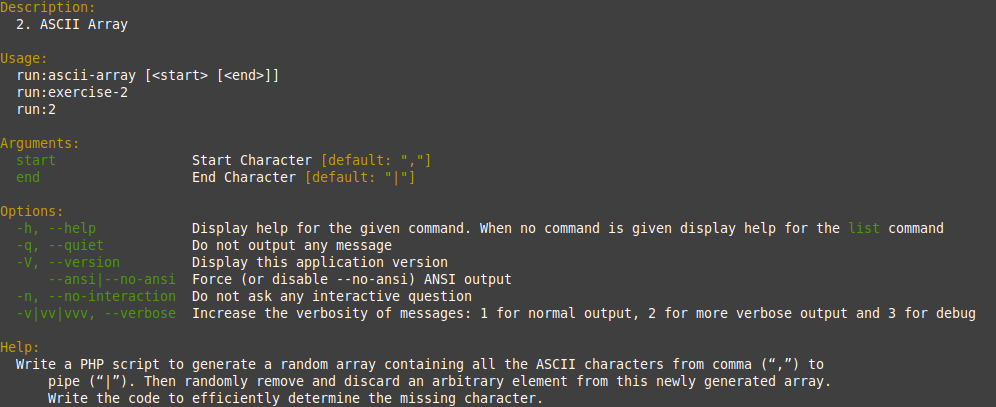 Description:
2. ASCII Array
Usage:
run:ascii-array [<start> [<end>]]
run:exercise-2
run:2
Arguments:
start Start Character [default: ","]
end End Character [default: "|"]
Options:
-h, --help Display help for the given command. When no command is given display help for the list command
-q, --quiet Do not output any message
-V, --version Display this application version
--ansi|--no-ansi Force (or disable --no-ansi) ANSI output
-n, --no-interaction Do not ask any interactive question
-v|vv|vvv, --verbose Increase the verbosity of messages: 1 for normal output, 2 for more verbose output and 3 for debug
Help:
Write a PHP script to generate a random array containing all the ASCII characters from comma (“,”) to
pipe (“|”). Then randomly remove and discard an arbitrary element from this newly generated array.
Write the code to efficiently determine the missing character.